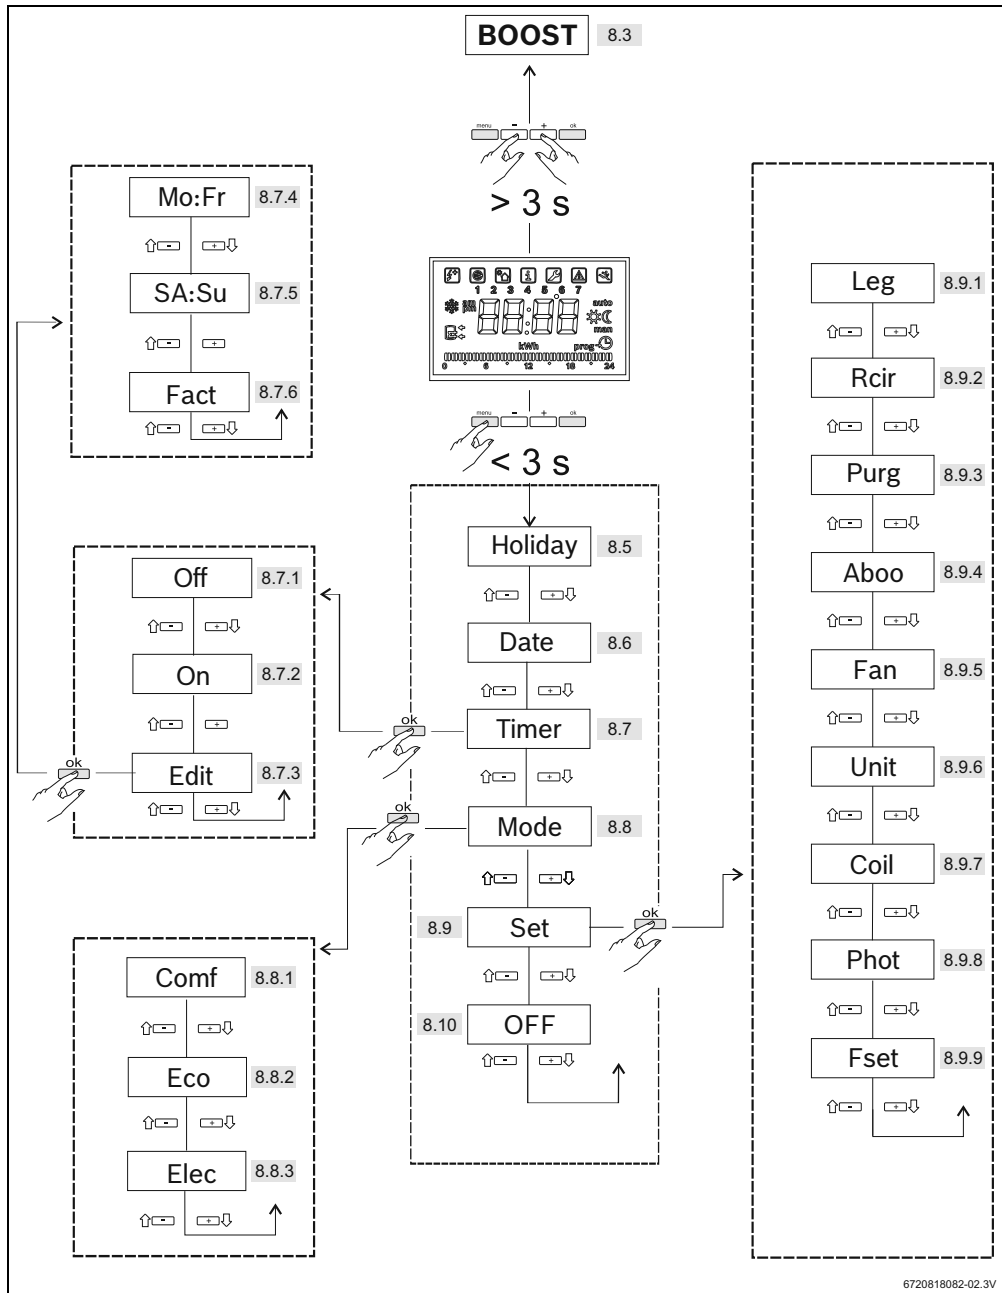 BOOST 8.3
menu - + ok
> 3 s
1 2 3 4 5 6 7
am
pm
88:88
auto
man
kWh
prog
0 6 12 18 24
menu - + ok
< 3 s
Mo:Fr 8.7.4
- +
SA:Su 8.7.5
- +
Fact 8.7.6
- +
Off 8.7.1
- +
On 8.7.2
- +
Edit 8.7.3
- +
ok
Holiday 8.5
- +
Date 8.6
- +
Timer 8.7
- +
ok
Mode 8.8
- +
ok
8.9 Set
- +
ok
8.10 OFF
- +
Comf 8.8.1
- +
Eco 8.8.2
- +
Elec 8.8.3
- +
Leg 8.9.1
- +
Rcir 8.9.2
- +
Purg 8.9.3
- +
Aboo 8.9.4
- +
Fan 8.9.5
- +
Unit 8.9.6
- +
Coil 8.9.7
- +
Phot 8.9.8
- +
Fset 8.9.9
- +
6720818082-02.3V